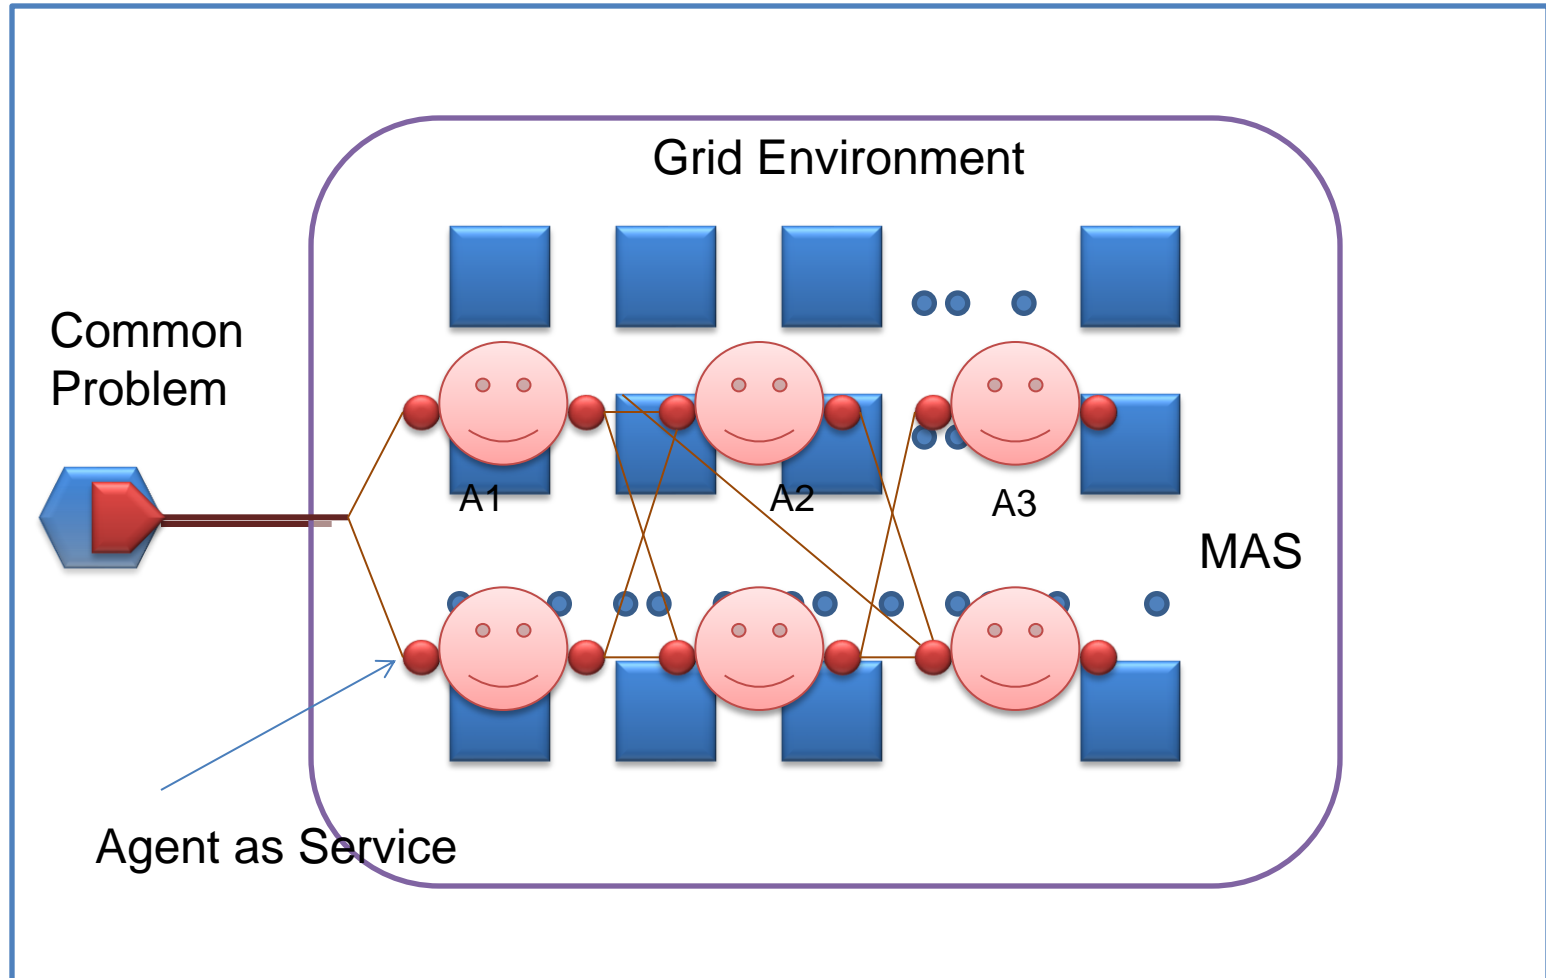 Grid Environment
Common
Problem
A1
A2
A3
MAS
Agent as Service